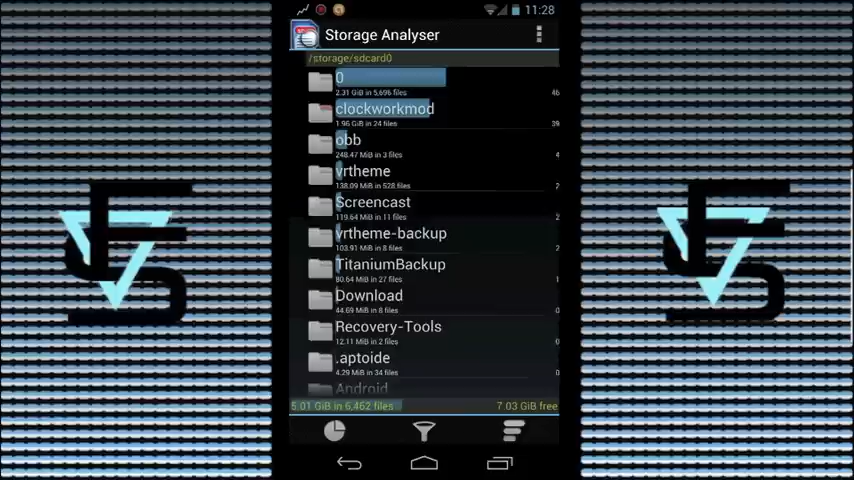 11:28
Storage Analyser
/storage/sdcard0
0
2.31 GiB in 5,696 files 46
clockworkmod
1.96 GiB in 24 files 39
obb
248.47 MiB in 3 files 4
vrtheme
138.09 MiB in 528 files 2
Screencast
119.64 MiB in 11 files 2
vrtheme-backup
103.91 MiB in 8 files 2
TitaniumBackup
80.64 MiB in 27 files 1
Download
44.69 MiB in 8 files 0
Recovery-Tools
12.11 MiB in 2 files 0
.aptoide
4.29 MiB in 34 files 0
Android
5.01 GiB in 6,462 files 7.03 GiB free